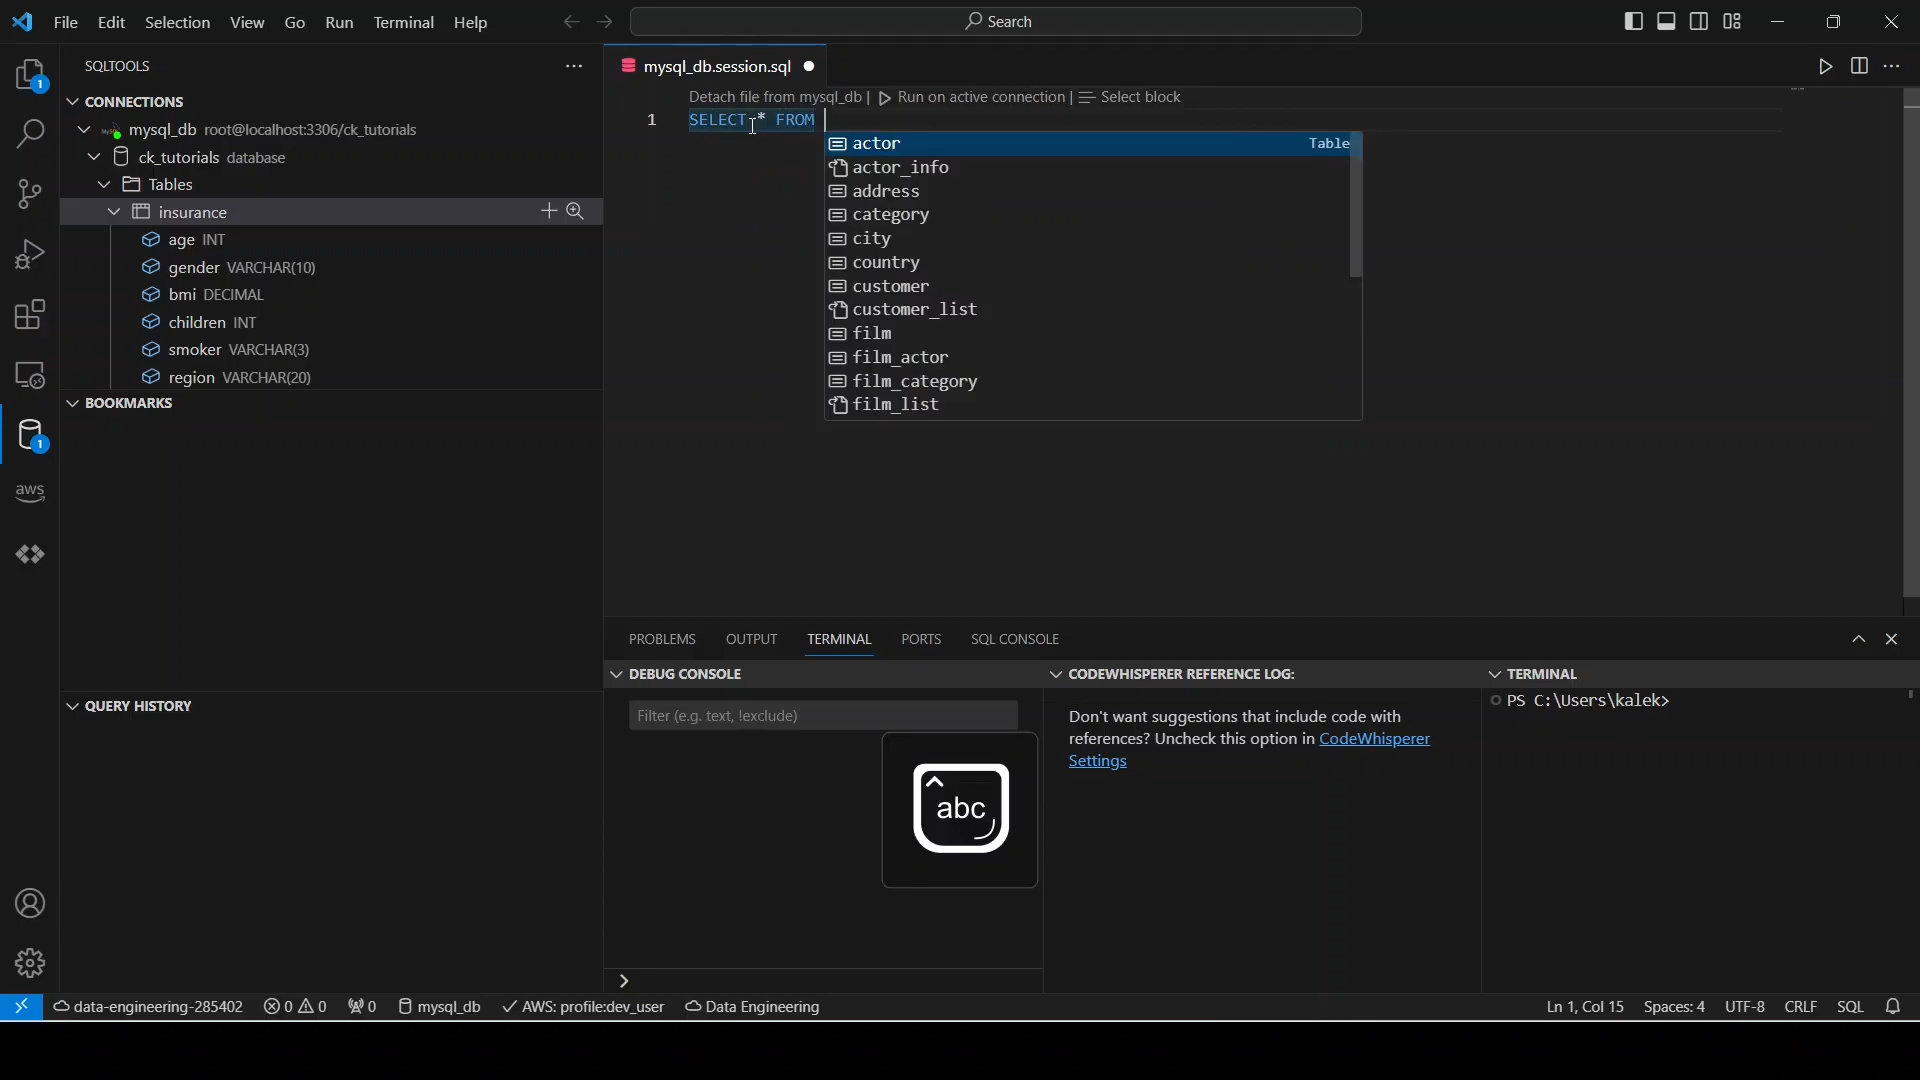 File Edit Selection View Go Run Terminal Help
Search
SQLTOOLS
CONNECTIONS
mysql_db root@localhost:3306/ck_tutorials
ck_tutorials database
Tables
insurance
age INT
gender VARCHAR(10)
bmi DECIMAL
children INT
smoker VARCHAR(3)
region VARCHAR(20)
BOOKMARKS
QUERY HISTORY
1
1
aws
mysql_db.session.sql
Detach file from mysql_db | Run on active connection | Select block
1 SELECT * FROM
actor Table
actor_info
address
category
city
country
customer
customer_list
film
film_actor
film_category
film_list
PROBLEMS OUTPUT TERMINAL PORTS SQL CONSOLE
DEBUG CONSOLE
Filter (e.g. text, !exclude)
abc
CODEWHISPERER REFERENCE LOG:
Don't want suggestions that include code with
references? Uncheck this option in CodeWhisperer
Settings
TERMINAL
PS C:\Users\kalek>
data-engineering-285402 0 0 0 mysql_db AWS: profile:dev_user Data Engineering
Ln 1, Col 15 Spaces: 4 UTF-8 CRLF SQL